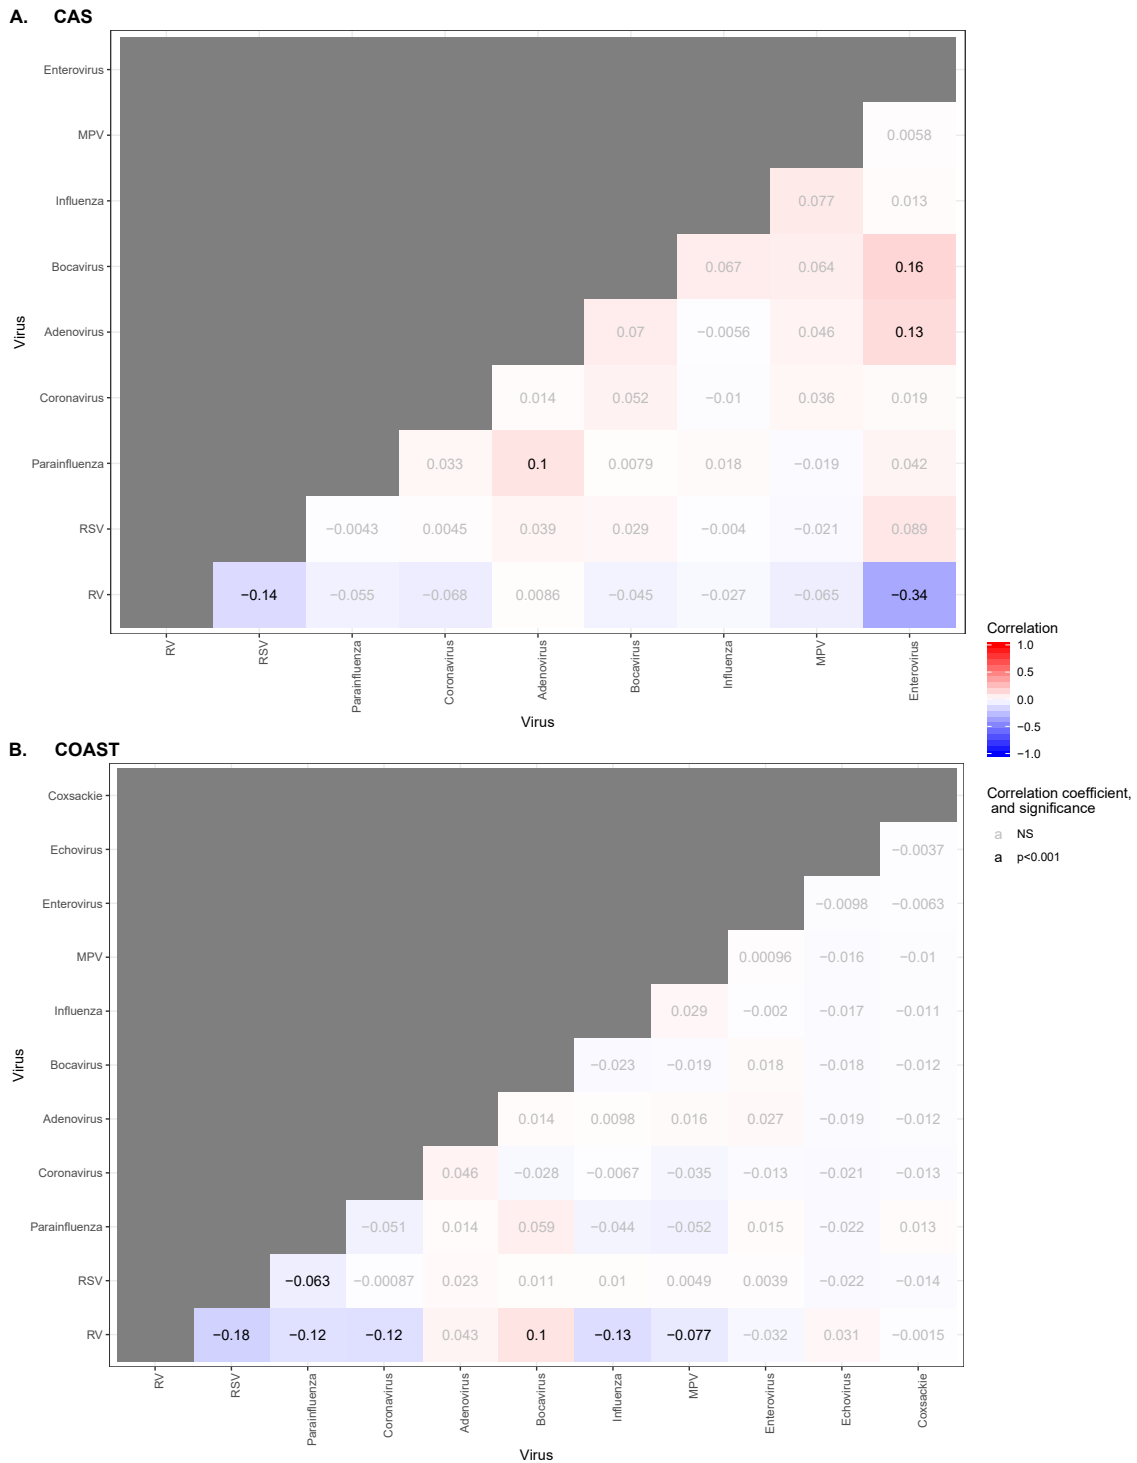 A. CAS
Enterovirus
MPV 0.0058
Influenza 0.077 0.013
Bocavirus 0.067 0.064 0.16
Adenovirus 0.07 −0.0056 0.046 0.13
Coronavirus 0.014 0.052 −0.01 0.036 0.019
Parainfluenza 0.033 0.1 0.0079 0.018 −0.019 0.042
RSV −0.0043 0.0045 0.039 0.029 −0.004 −0.021 0.089
RV −0.14 −0.055 −0.068 0.0086 −0.045 −0.027 −0.065 −0.34
Virus
RV RSV Parainfluenza Coronavirus Adenovirus Bocavirus Influenza MPV Enterovirus
Virus
Correlation
1.0
0.5
0.0
−0.5
−1.0
Correlation coefficient,
and significance
a NS
a p<0.001
B. COAST
Coxsackie
Echovirus −0.0037
Enterovirus −0.0098 −0.0063
MPV 0.00096 −0.016 −0.01
Influenza 0.029 −0.002 −0.017 −0.011
Bocavirus −0.023 −0.019 0.018 −0.018 −0.012
Adenovirus 0.014 0.0098 0.016 0.027 −0.019 −0.012
Coronavirus 0.046 −0.028 −0.0067 −0.035 −0.013 −0.021 −0.013
Parainfluenza −0.051 0.014 0.059 −0.044 −0.052 0.015 −0.022 0.013
RSV −0.063 −0.00087 0.023 0.011 0.01 0.0049 0.0039 −0.022 −0.014
RV −0.18 −0.12 −0.12 0.043 0.1 −0.13 −0.077 −0.032 0.031 −0.0015
Virus
RV RSV Parainfluenza Coronavirus Adenovirus Bocavirus Influenza MPV Enterovirus Echovirus Coxsackie
Virus